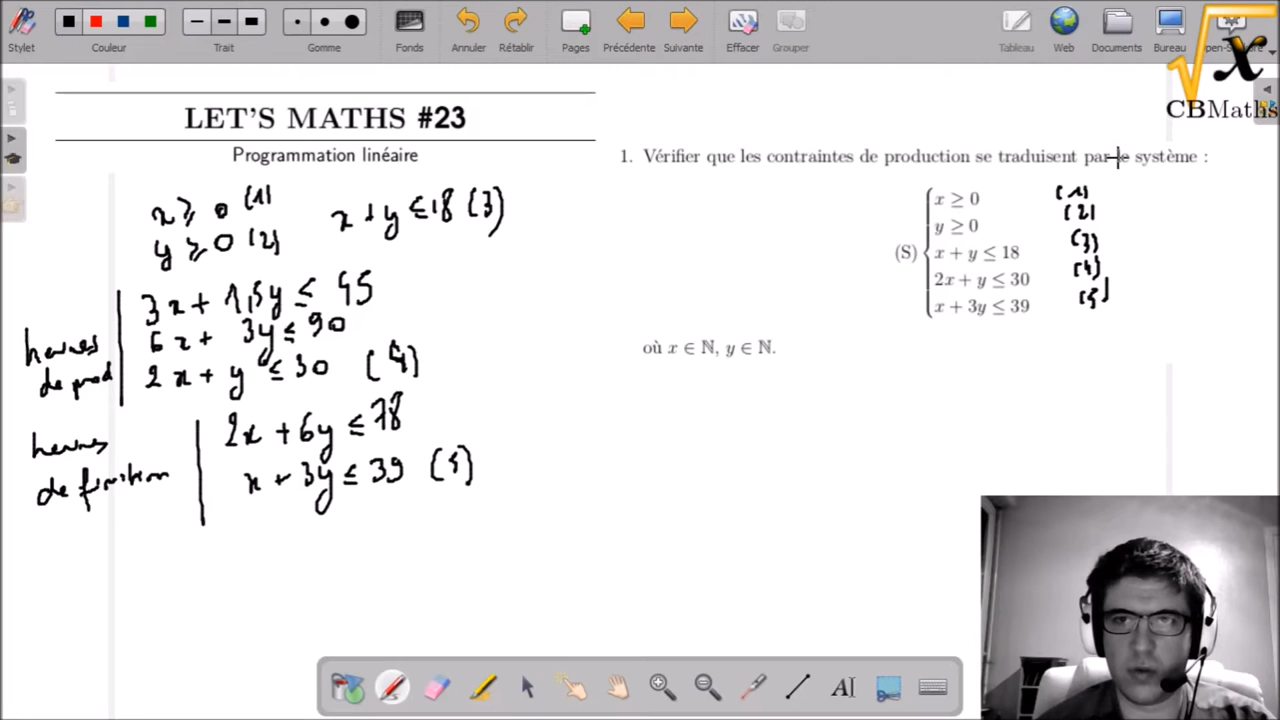 Stylet
Couleur
Trait
Gomme
Fonds
Annuler
Rétablir
Pages
Précédente
Suivante
Effacer
Grouper
Tableau
Web
Documents
Bureau
CBMaths
LET'S MATHS #23
Programmation linéaire
x ≥ 0 (1)
y ≥ 0 (2)
x + y ≤ 18 (3)
3x + 1,5y ≤ 45
6x + 3y ≤ 90
2x + y ≤ 30 (4)
heures
de prod
2x + 6y ≤ 78
x + 3y ≤ 39 (5)
heures
de finition
1. Vérifier que les contraintes de production se traduisent par le système :
(S)
x ≥ 0 (1)
y ≥ 0 (2)
x + y ≤ 18 (3)
2x + y ≤ 30 (4)
x + 3y ≤ 39 (5)
où x ∈ ℕ, y ∈ ℕ.